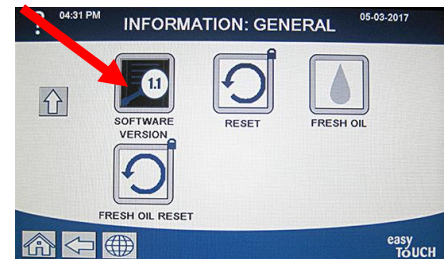 04:31 PM
INFORMATION: GENERAL
05-03-2017
1.1
SOFTWARE
VERSION
RESET
FRESH OIL
FRESH OIL RESET
easy
TOUCH